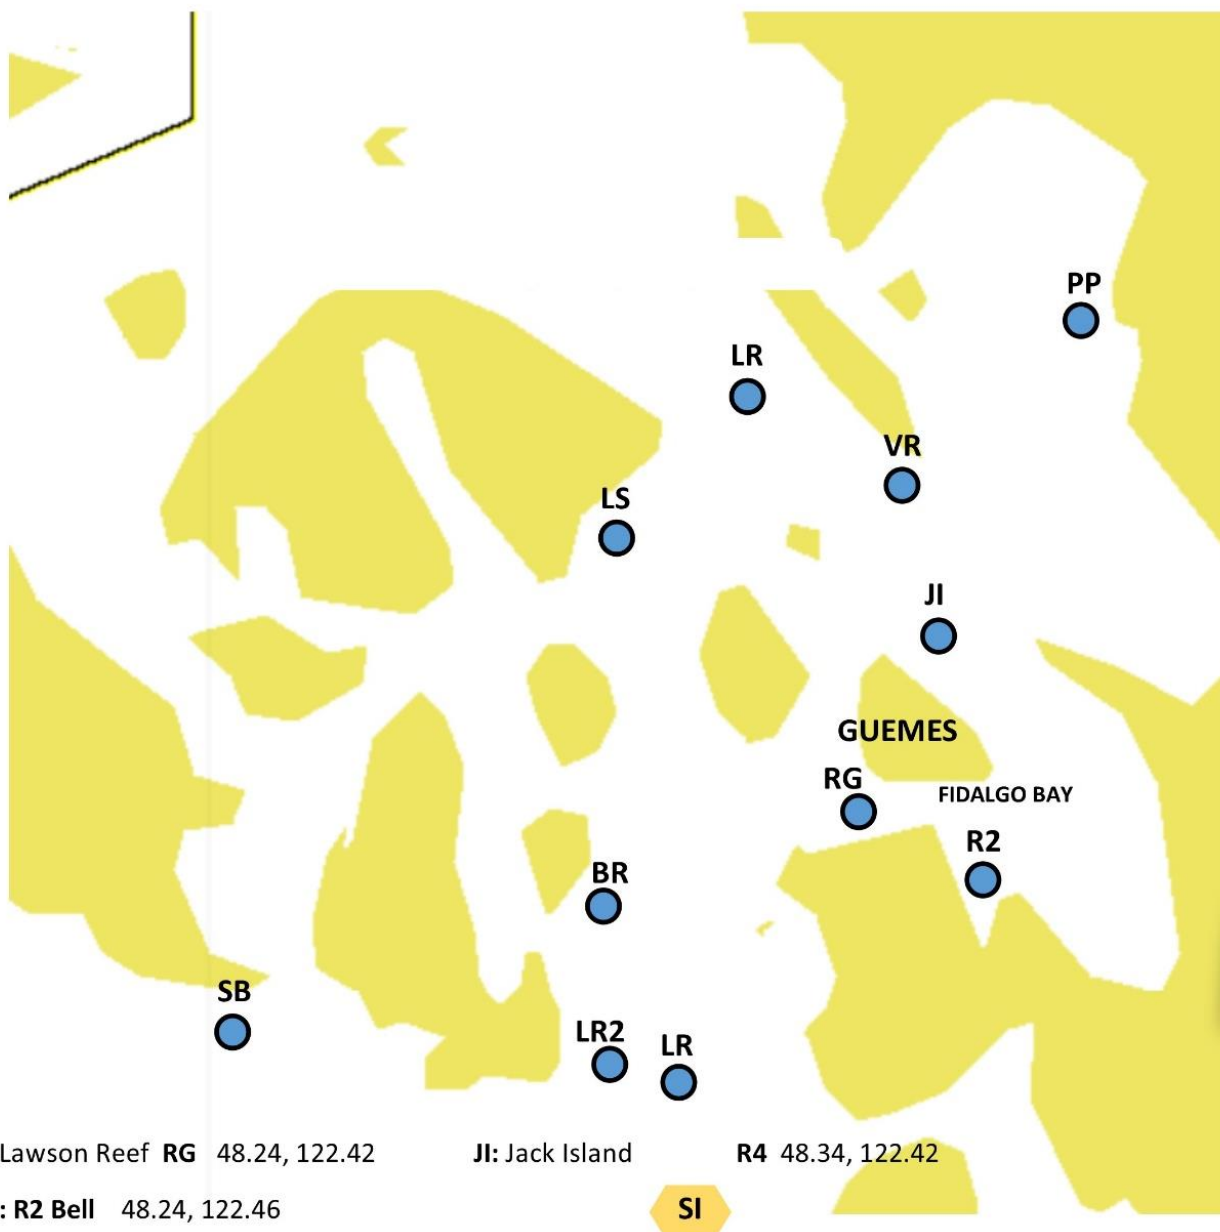 PP
LR
VR
LS
JI
GUEMES
RG
FIDALGO BAY
R2
BR
SB
LR2
LR
Lawson Reef RG 48.24, 122.42 JI: Jack Island R4 48.34, 122.42
: R2 Bell 48.24, 122.46
SI